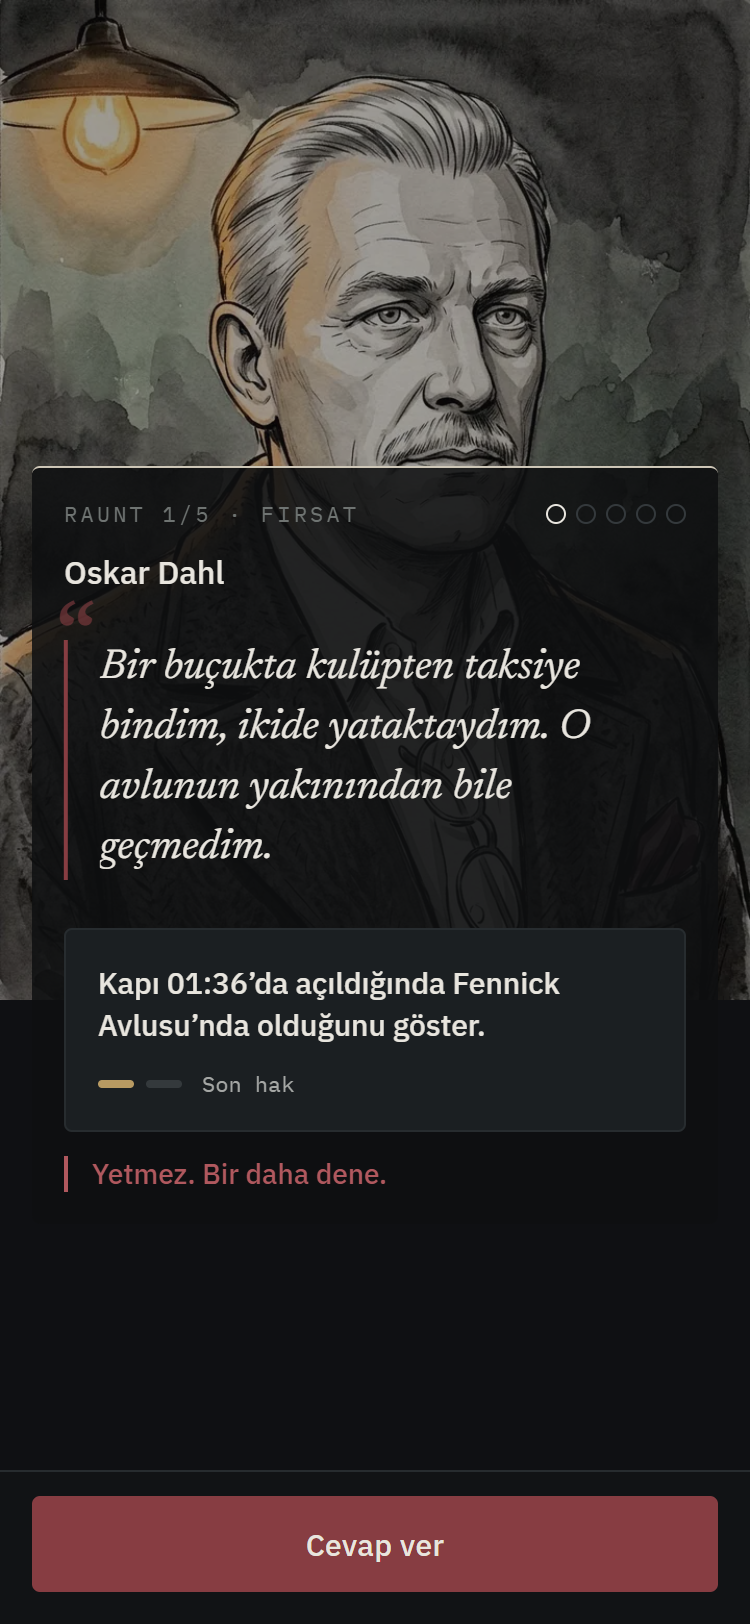 RAUNT 1/5 · FIRSAT
Oskar Dahl
“
Bir buçukta kulüpten taksiye
bindim, ikide yataktaydım. O
avlunun yakınından bile
geçmedim.
Kapı 01:36’da açıldığında Fennick
Avlusu’nda olduğunu göster.
Son hak
Yetmez. Bir daha dene.
Cevap ver